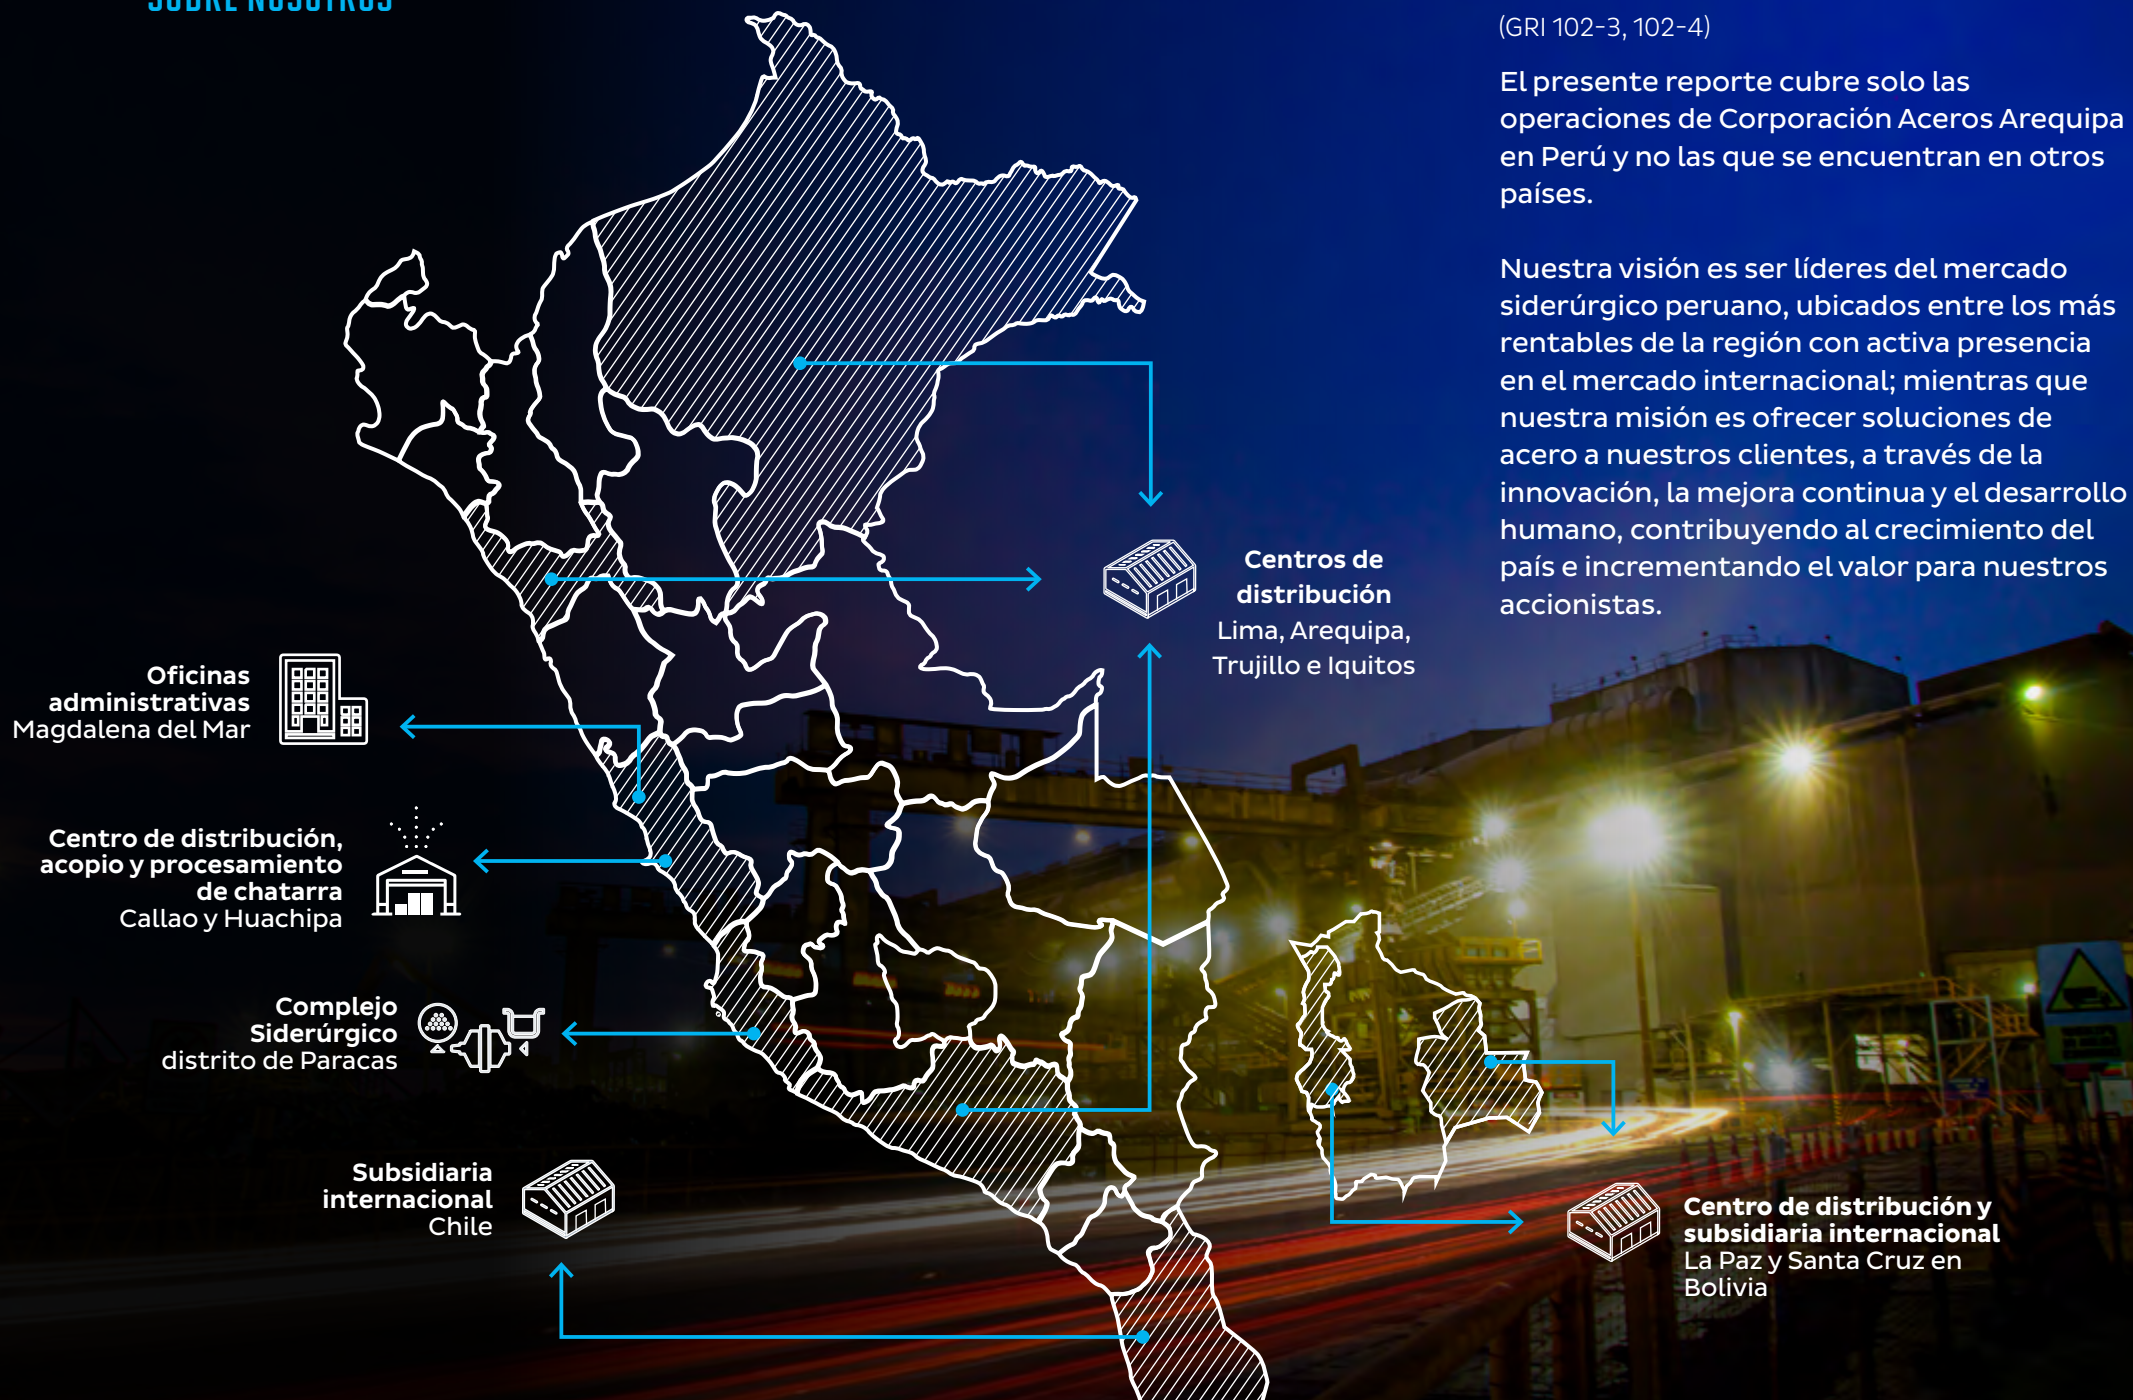 SOBRE NOSOTROS
(GRI 102-3, 102-4)
El presente reporte cubre solo las
operaciones de Corporación Aceros Arequipa
en Perú y no las que se encuentran en otros
países.
Nuestra visión es ser líderes del mercado
siderúrgico peruano, ubicados entre los más
rentables de la región con activa presencia
en el mercado internacional; mientras que
nuestra misión es ofrecer soluciones de
acero a nuestros clientes, a través de la
innovación, la mejora continua y el desarrollo
humano, contribuyendo al crecimiento del
país e incrementando el valor para nuestros
accionistas.
Centros de
distribución
Lima, Arequipa,
Trujillo e Iquitos
Oficinas
administrativas
Magdalena del Mar
Centro de distribución,
acopio y procesamiento
de chatarra
Callao y Huachipa
Complejo
Siderúrgico
distrito de Paracas
Subsidiaria
internacional
Chile
Centro de distribución y
subsidiaria internacional
La Paz y Santa Cruz en
Bolivia